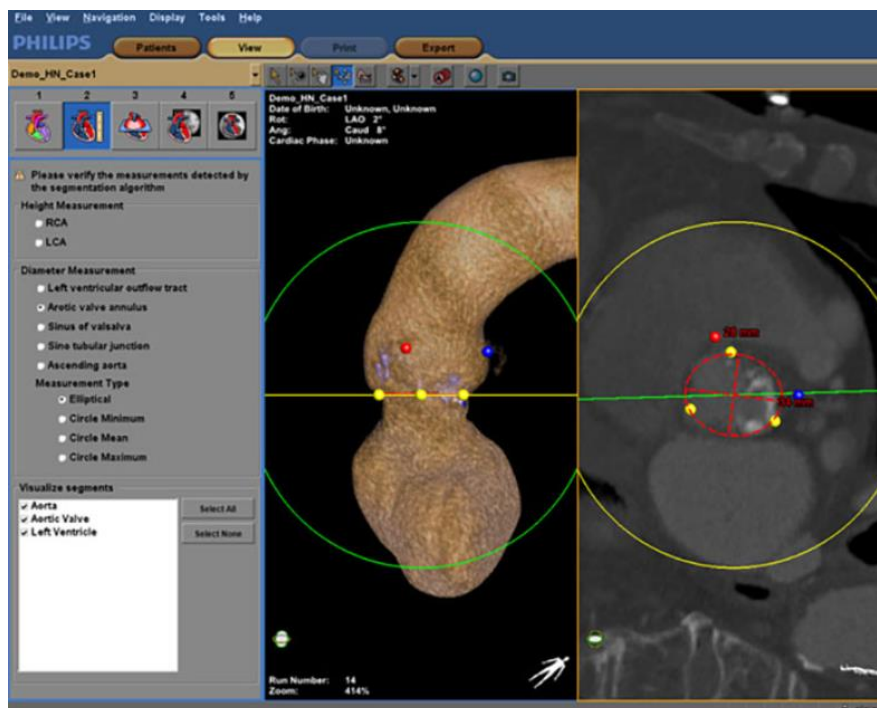 File View Navigation Display Tools Help
PHILIPS Patients View Print Export
Demo_HN_Case1
1 2 3 4 5
Please verify the measurements detected by
the segmentation algorithm
Height Measurement
RCA
LCA
Diameter Measurement
Left ventricular outflow tract
Arotic valve annulus
Sinus of valsalva
Sino tubular junction
Ascending aorta
Measurement Type
Elliptical
Circle Minimum
Circle Mean
Circle Maximum
Visualize segments
Aorta
Aortic Valve
Left Ventricle
Select All
Select None
Demo_HN_Case1
Date of Birth: Unknown, Unknown
Rot: LAO 2°
Ang: Caud 8°
Cardiac Phase: Unknown
Run Number: 14
Zoom: 414%
mm
mm